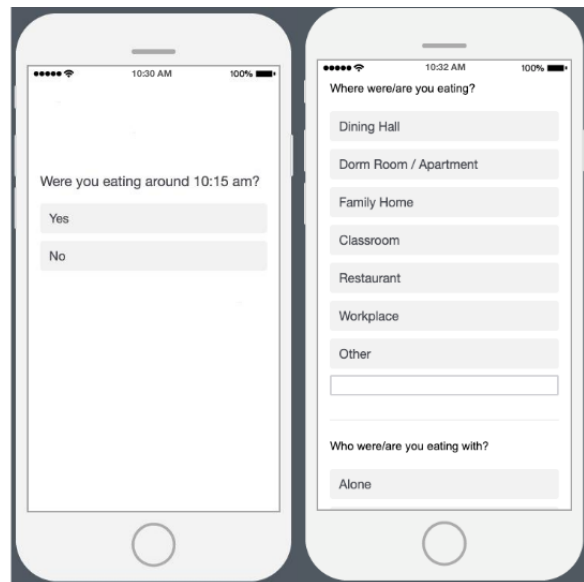 10:30 AM
100%
Were you eating around 10:15 am?
Yes
No
10:32 AM
100%
Where were/are you eating?
Dining Hall
Dorm Room / Apartment
Family Home
Classroom
Restaurant
Workplace
Other
Who were/are you eating with?
Alone